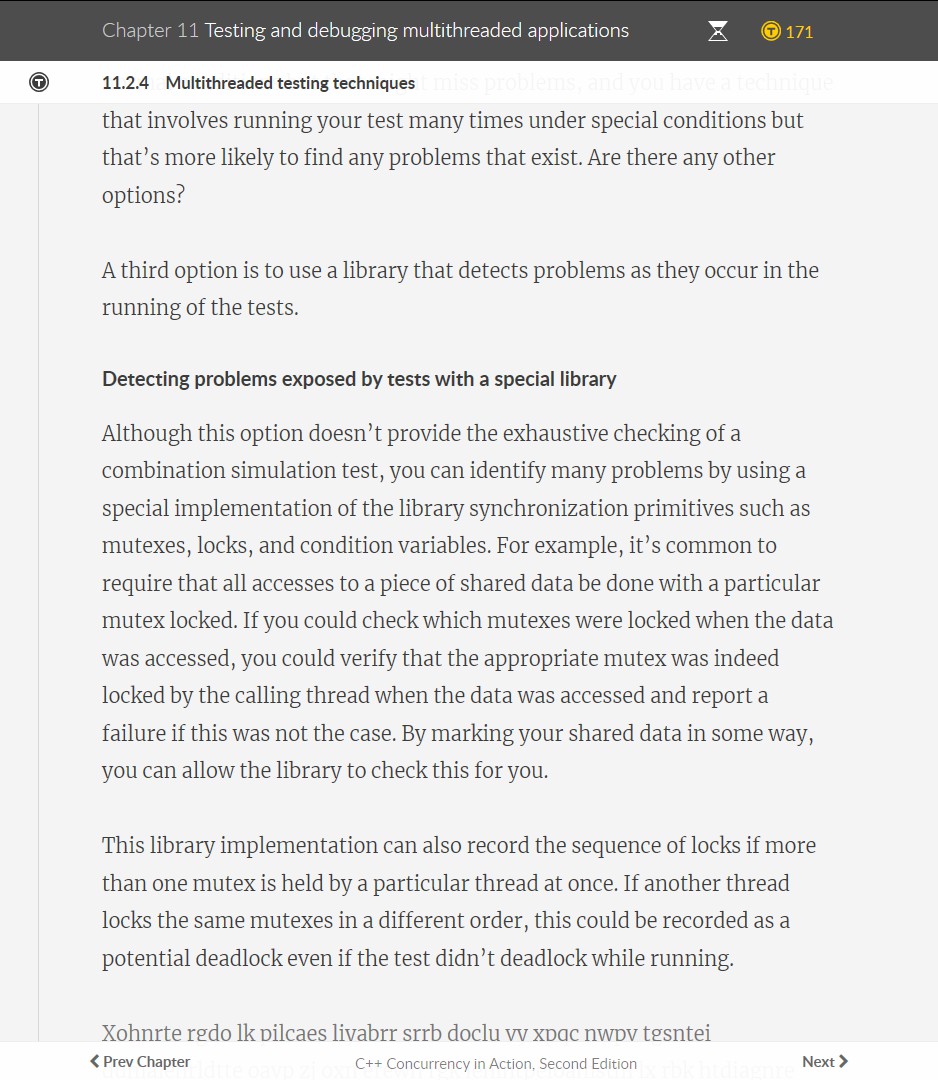 Chapter 11 Testing and debugging multithreaded applications
171
11.2.4 Multithreaded testing techniques
t miss problems, and you have a technique
that involves running your test many times under special conditions but
that’s more likely to find any problems that exist. Are there any other
options?
A third option is to use a library that detects problems as they occur in the
running of the tests.
Detecting problems exposed by tests with a special library
Although this option doesn’t provide the exhaustive checking of a
combination simulation test, you can identify many problems by using a
special implementation of the library synchronization primitives such as
mutexes, locks, and condition variables. For example, it’s common to
require that all accesses to a piece of shared data be done with a particular
mutex locked. If you could check which mutexes were locked when the data
was accessed, you could verify that the appropriate mutex was indeed
locked by the calling thread when the data was accessed and report a
failure if this was not the case. By marking your shared data in some way,
you can allow the library to check this for you.
This library implementation can also record the sequence of locks if more
than one mutex is held by a particular thread at once. If another thread
locks the same mutexes in a different order, this could be recorded as a
potential deadlock even if the test didn’t deadlock while running.
Xohnrte rgdo lk pilcaes livabrr srrb doclu vv xpqc nwpv tgsntei
Prev Chapter
C++ Concurrency in Action, Second Edition
Next